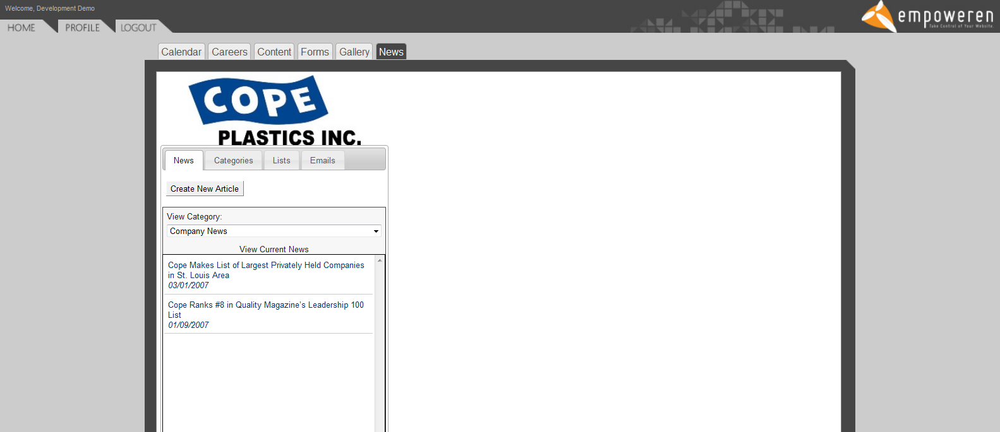 Welcome, Development Demo
HOME
PROFILE
LOGOUT
empoweren
Take Control of Your Website.
Calendar
Careers
Content
Forms
Gallery
News
COPE
PLASTICS INC.
News
Categories
Lists
Emails
Create New Article
View Category:
Company News
View Current News
Cope Makes List of Largest Privately Held Companies
in St. Louis Area
03/01/2007
Cope Ranks #8 in Quality Magazine's Leadership 100
List
01/09/2007